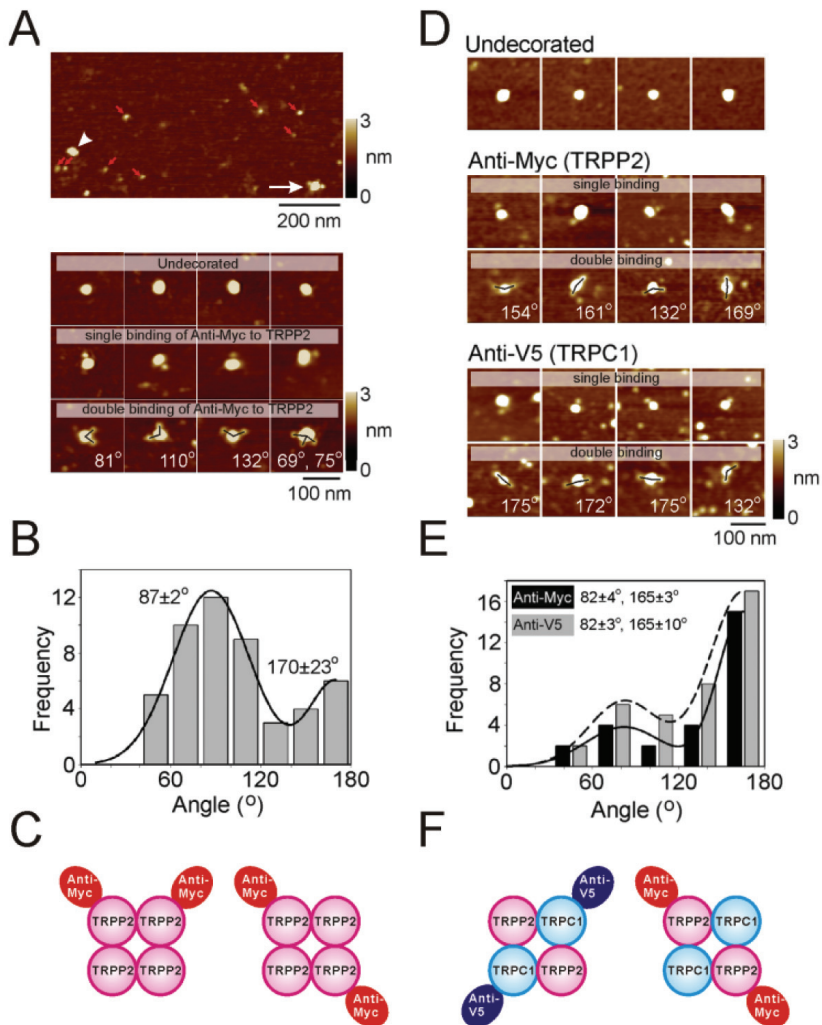 A
3
nm
0
200 nm
Undecorated
single binding of Anti-Myc to TRPP2
double binding of Anti-Myc to TRPP2
81° 110° 132° 69°, 75°
3
nm
0
100 nm
B
12
8
4
0
Frequency
87±2°
170±23°
0 60 120 180
Angle (°)
C
Anti-
Myc
Anti-
Myc
TRPP2 TRPP2
TRPP2 TRPP2
Anti-
Myc
TRPP2 TRPP2
TRPP2 TRPP2
Anti-
Myc
D
Undecorated
Anti-Myc (TRPP2)
single binding
double binding
154° 161° 132° 169°
Anti-V5 (TRPC1)
single binding
double binding
175° 172° 175° 132°
3
nm
0
100 nm
E
16
12
8
4
0
Frequency
Anti-Myc 82±4°, 165±3°
Anti-V5 82±3°, 165±10°
0 60 120 180
Angle (°)
F
Anti-
V5
TRPP2 TRPC1
TRPC1 TRPP2
Anti-
V5
Anti-
Myc
TRPP2 TRPC1
TRPC1 TRPP2
Anti-
Myc